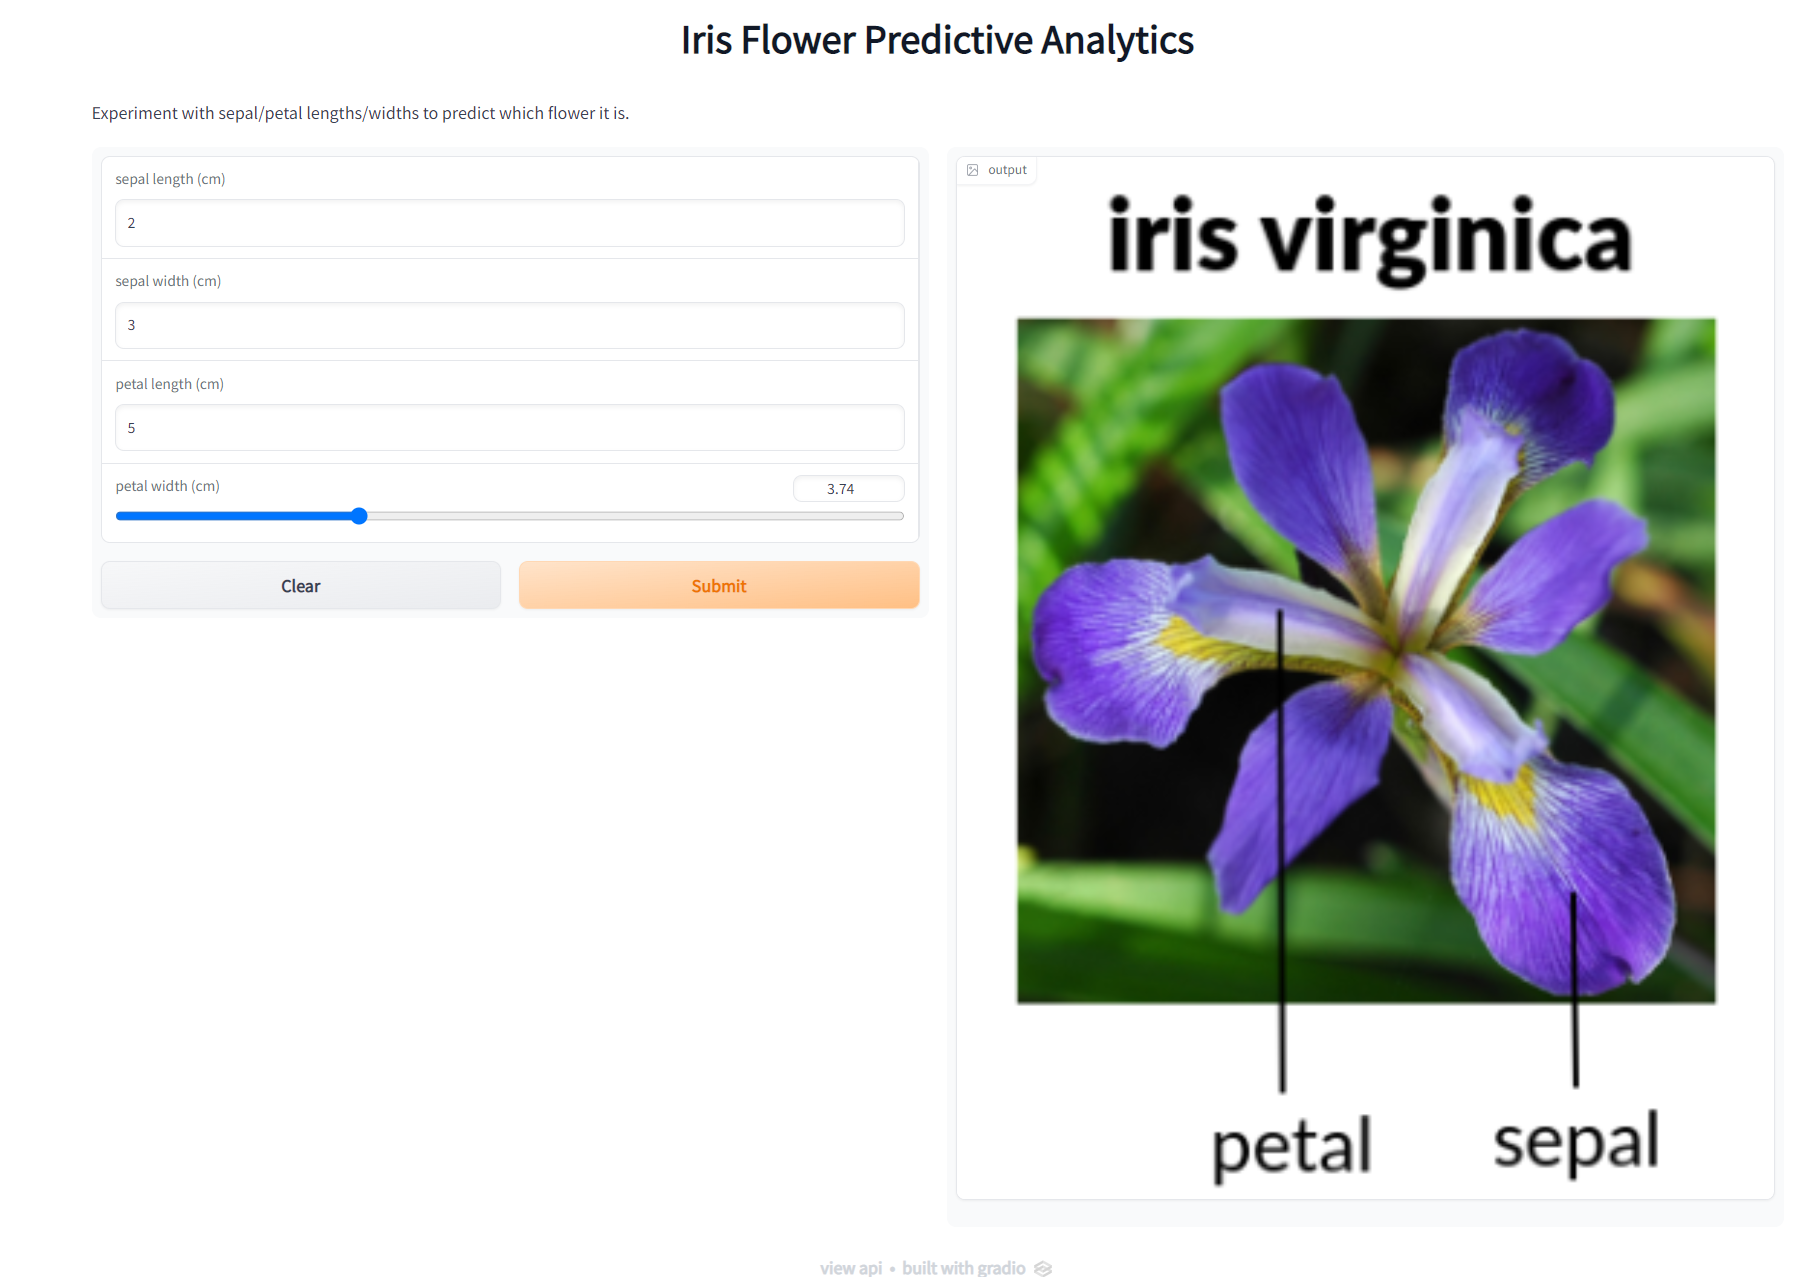 Iris Flower Predictive Analytics
Experiment with sepal/petal lengths/widths to predict which flower it is.
sepal length (cm)
2
sepal width (cm)
3
petal length (cm)
5
petal width (cm)
3.74
Clear
Submit
output
iris virginica
petal
sepal
view api • built with gradio